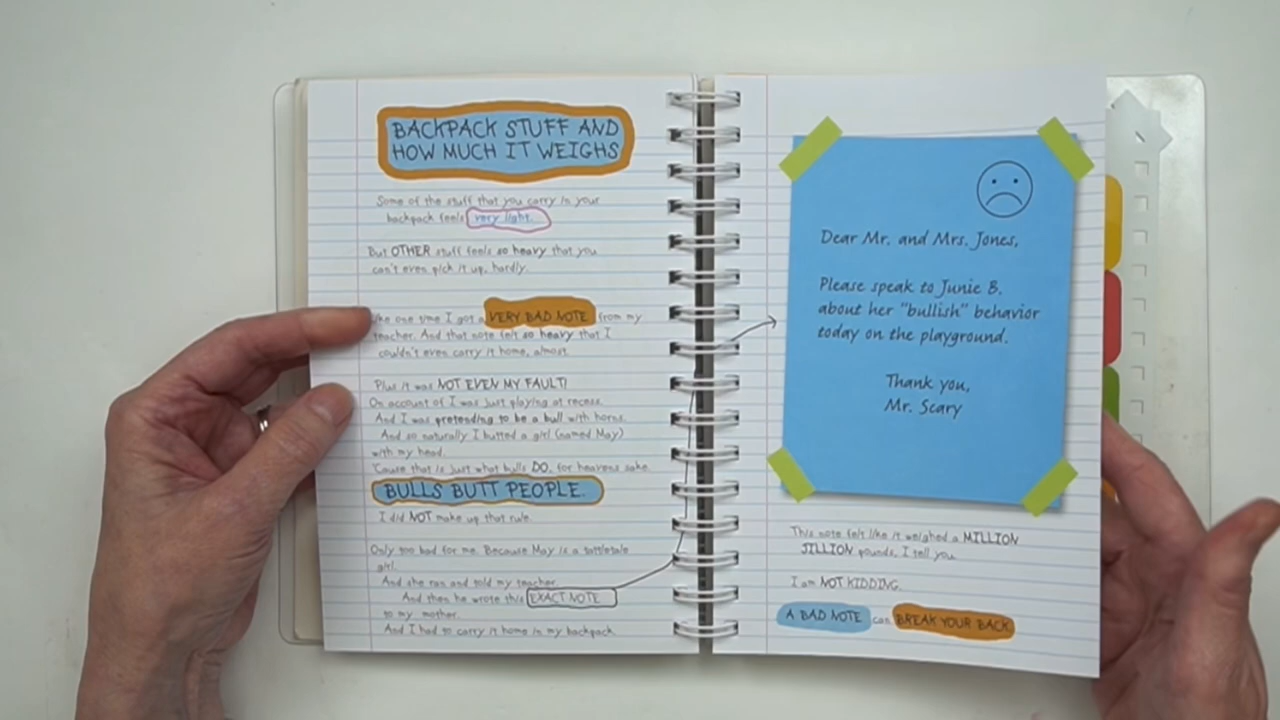 BACKPACK STUFF AND
HOW MUCH IT WEIGHS
Some of the stuff that you carry in your
backpack feels very light.
But OTHER stuff feels so heavy that you
can't even pick it up, hardly.
one time I got a VERY BAD NOTE from my
teacher. And that note felt so heavy that I
couldn't even carry it home, almost.
Plus it was NOT EVEN MY FAULT!
On account of I was just playing at recess.
And I was pretending to be a bull with horns.
And so naturally I butted a girl (named May)
with my head.
'Cause that is just what bulls DO, for heavens sake.
BULLS BUTT PEOPLE.
I did NOT make up that rule.
Only too bad for me. Because May is a tattletale
girl.
And she ran and told my teacher.
And then he wrote this EXACT NOTE
to my mother.
And I had to carry it home in my backpack.
Dear Mr. and Mrs. Jones,
Please speak to Junie B.
about her "bullish" behavior
today on the playground.
Thank you,
Mr. Scary
This note felt like it weighed a MILLION
JILLION pounds, I tell you.
I am NOT KIDDING.
A BAD NOTE can BREAK YOUR BACK.